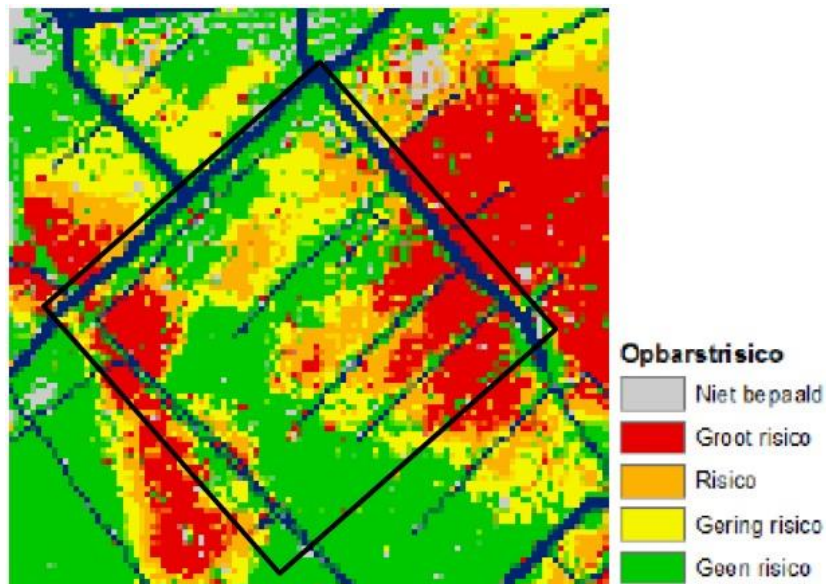 Opbarstrisico
Niet bepaald
Groot risico
Risico
Gering risico
Geen risico